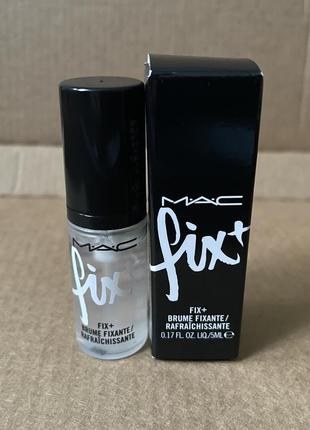 MAC
fix+
FIX+
BRUME FIXANTE/
RAFRAÎCHISSANTE
MAC
fix+
FIX+
BRUME FIXANTE/
RAFRAÎCHISSANTE
0.17 FL. OZ. LIQ/5ML℮